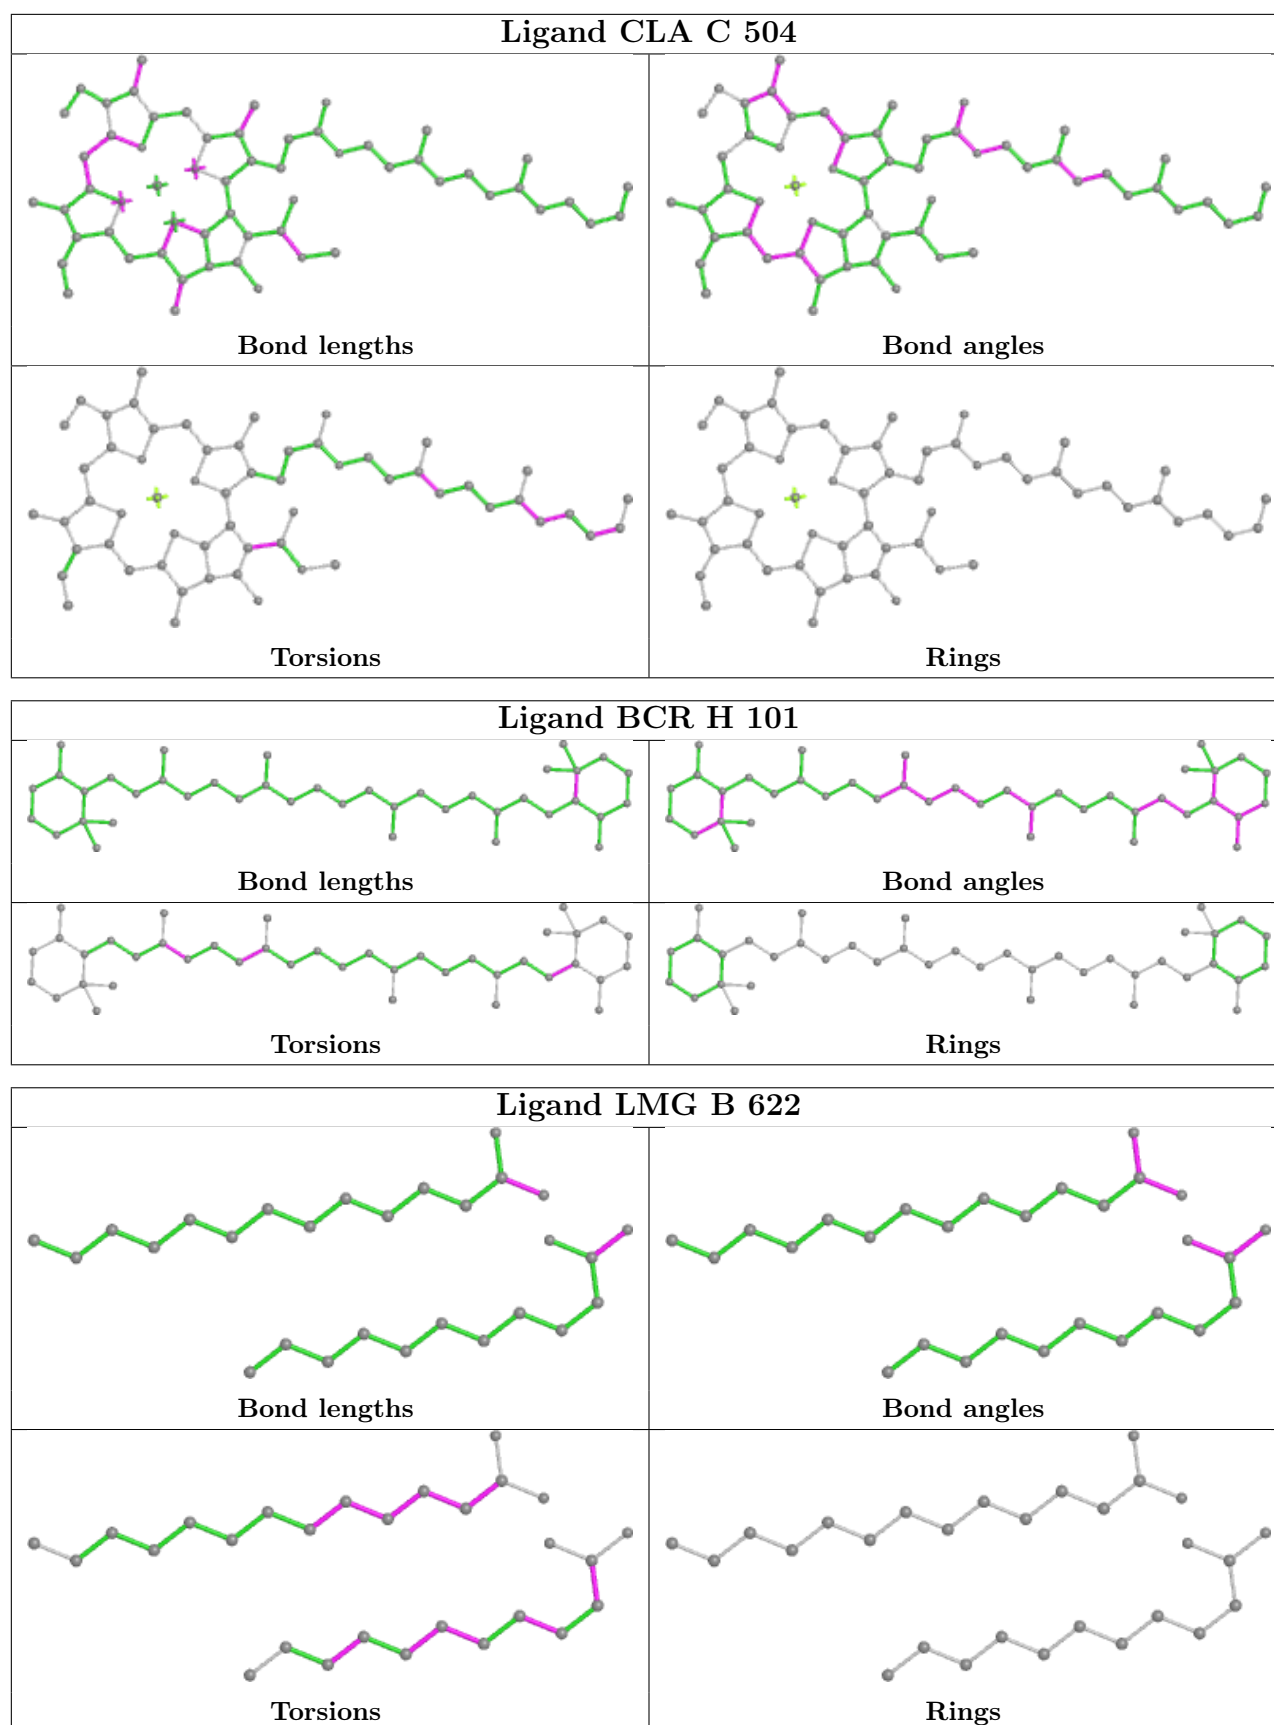 Ligand CLA C 504
Bond lengths
Bond angles
Torsions
Rings
Ligand BCR H 101
Bond lengths
Bond angles
Torsions
Rings
Ligand LMG B 622
Bond lengths
Bond angles
Torsions
Rings